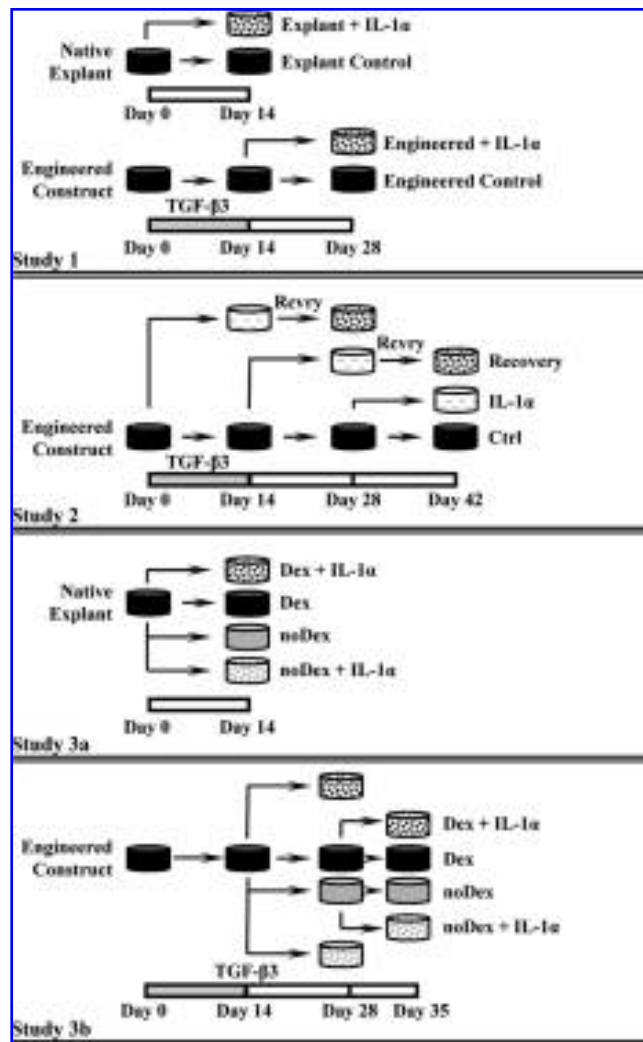 Explant + IL-1α
Native
Explant
Explant Control
Day 0
Day 14
Engineered + IL-1α
Engineered
Construct
Engineered Control
TGF-β3
Day 0
Day 14
Day 28
Study 1
Rcvry
Rcvry
Recovery
IL-1α
Engineered
Construct
Ctrl
TGF-β3
Day 0
Day 14
Day 28
Day 42
Study 2
Dex + IL-1α
Native
Explant
Dex
noDex
noDex + IL-1α
Day 0
Day 14
Study 3a
Dex + IL-1α
Engineered
Construct
Dex
noDex
noDex + IL-1α
TGF-β3
Day 0
Day 14
Day 28
Day 35
Study 3b